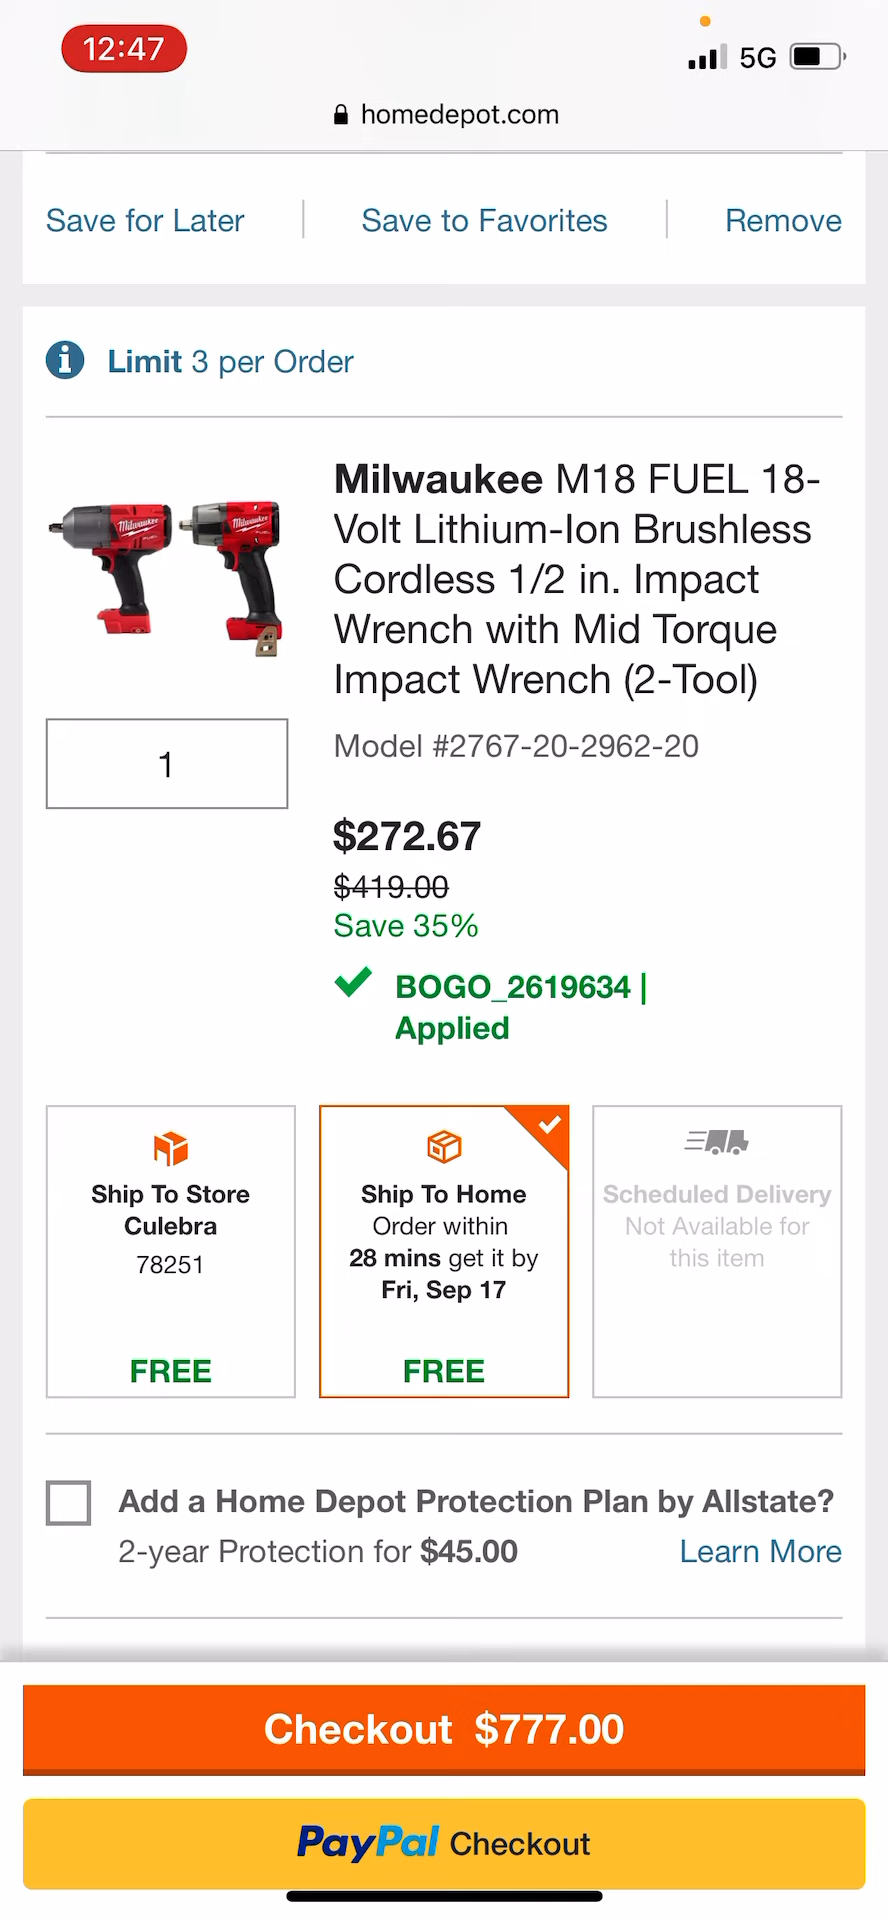 12:47
5G
homedepot.com
Save for Later
Save to Favorites
Remove
Limit 3 per Order
Milwaukee M18 FUEL 18-
Volt Lithium-Ion Brushless
Cordless 1/2 in. Impact
Wrench with Mid Torque
Impact Wrench (2-Tool)
Milwaukee
Milwaukee
1
Model #2767-20-2962-20
$272.67
$419.00
Save 35%
BOGO_2619634 |
Applied
Ship To Store
Culebra
78251
FREE
Ship To Home
Order within
28 mins get it by
Fri, Sep 17
FREE
Scheduled Delivery
Not Available for
this item
Add a Home Depot Protection Plan by Allstate?
2-year Protection for $45.00
Learn More
Checkout $777.00
PayPal Checkout